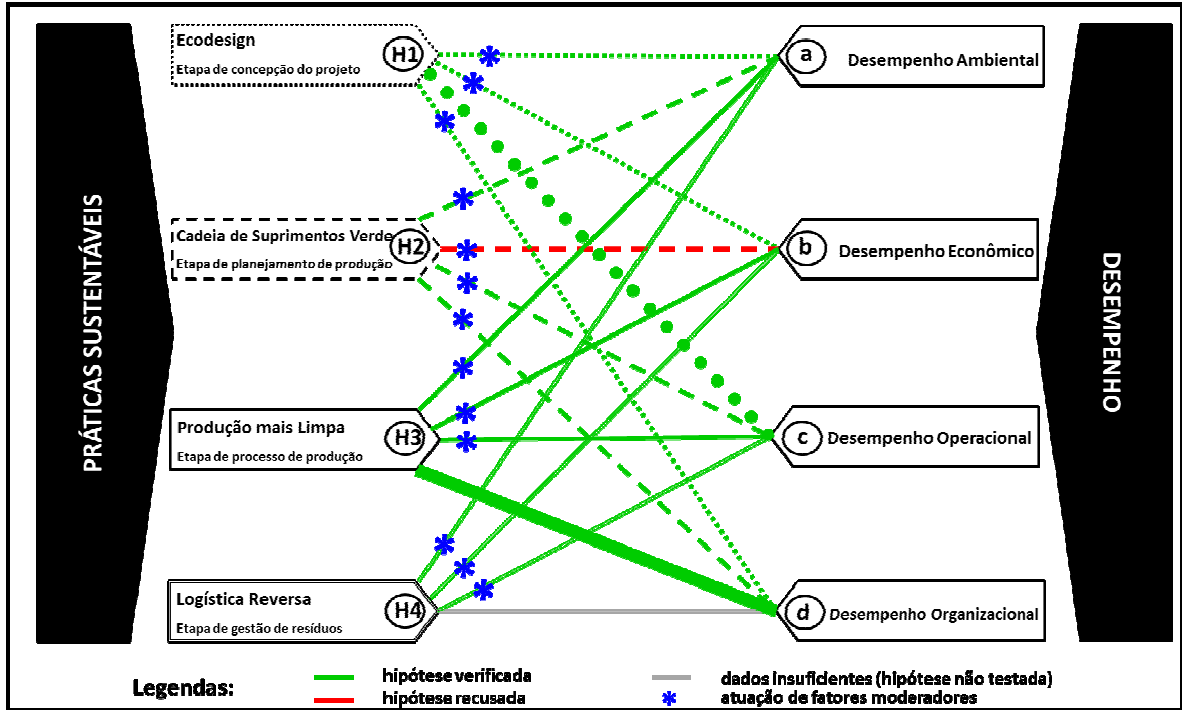 PRÁTICAS SUSTENTÁVEIS
Ecodesign
Etapa de concepção do projeto
H1
Cadeia de Suprimentos Verde
Etapa de planejamento de produção
H2
Produção mais Limpa
Etapa de processo de produção
H3
Logística Reversa
Etapa de gestão de resíduos
H4
a
Desempenho Ambiental
b
Desempenho Econômico
c
Desempenho Operacional
d
Desempenho Organizacional
DESEMPENHO
Legendas:
hipótese verificada
hipótese recusada
dados insuficientes (hipótese não testada)
atuação de fatores moderadores